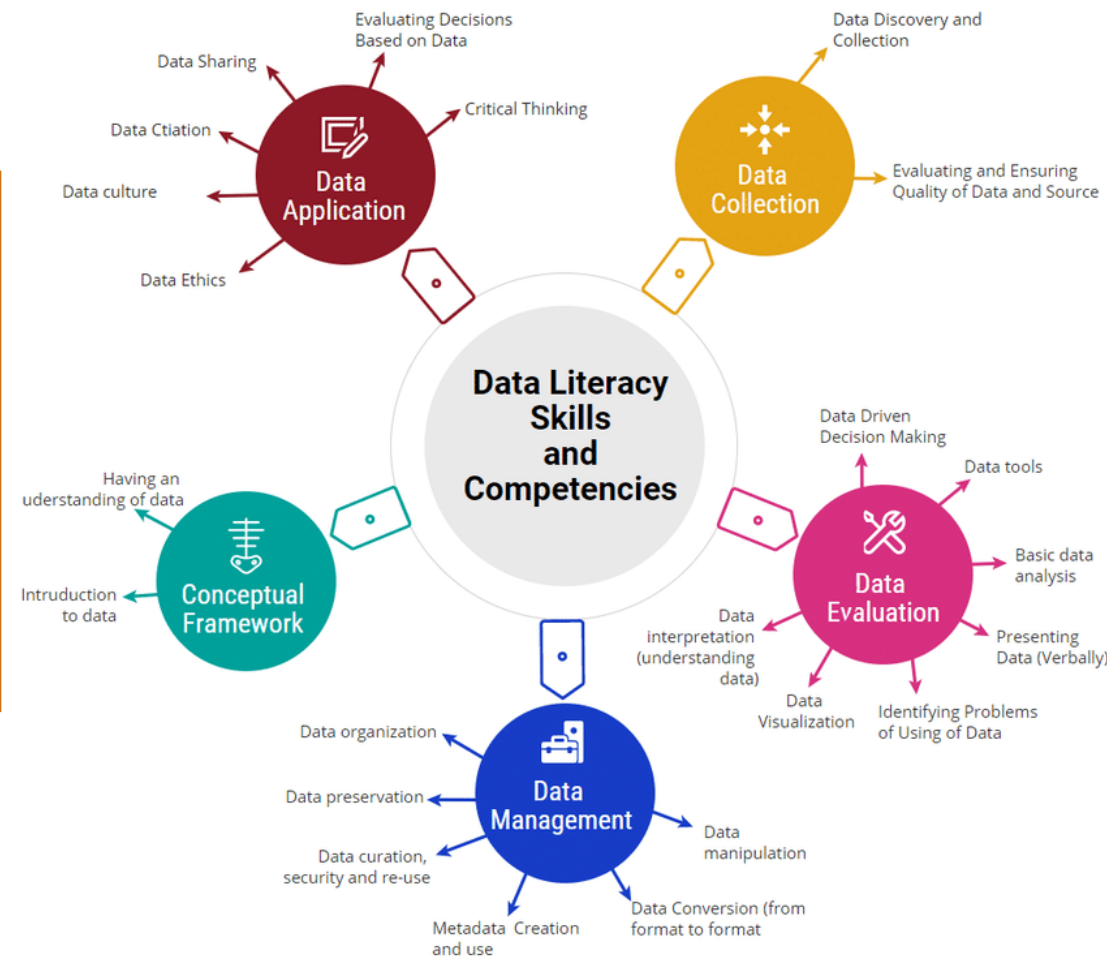 Evaluating Decisions
Based on Data
Data Sharing
Critical Thinking
Data Ctiation
Data culture
Data Ethics
Data
Application
Data Discovery and
Collection
Evaluating and Ensuring
Quality of Data and Source
Data
Collection
Data Literacy
Skills
and
Competencies
Having an
uderstanding of data
Intruduction
to data
Conceptual
Framework
Data Driven
Decision Making
Data tools
Basic data
analysis
Presenting
Data (Verbally)
Identifying Problems
of Using of Data
Data
Visualization
Data
interpretation
(understanding
data)
Data
Evaluation
Data organization
Data preservation
Data curation,
security and re-use
Metadada Creation
and use
Data Conversion (from
format to format
Data
manipulation
Data
Management